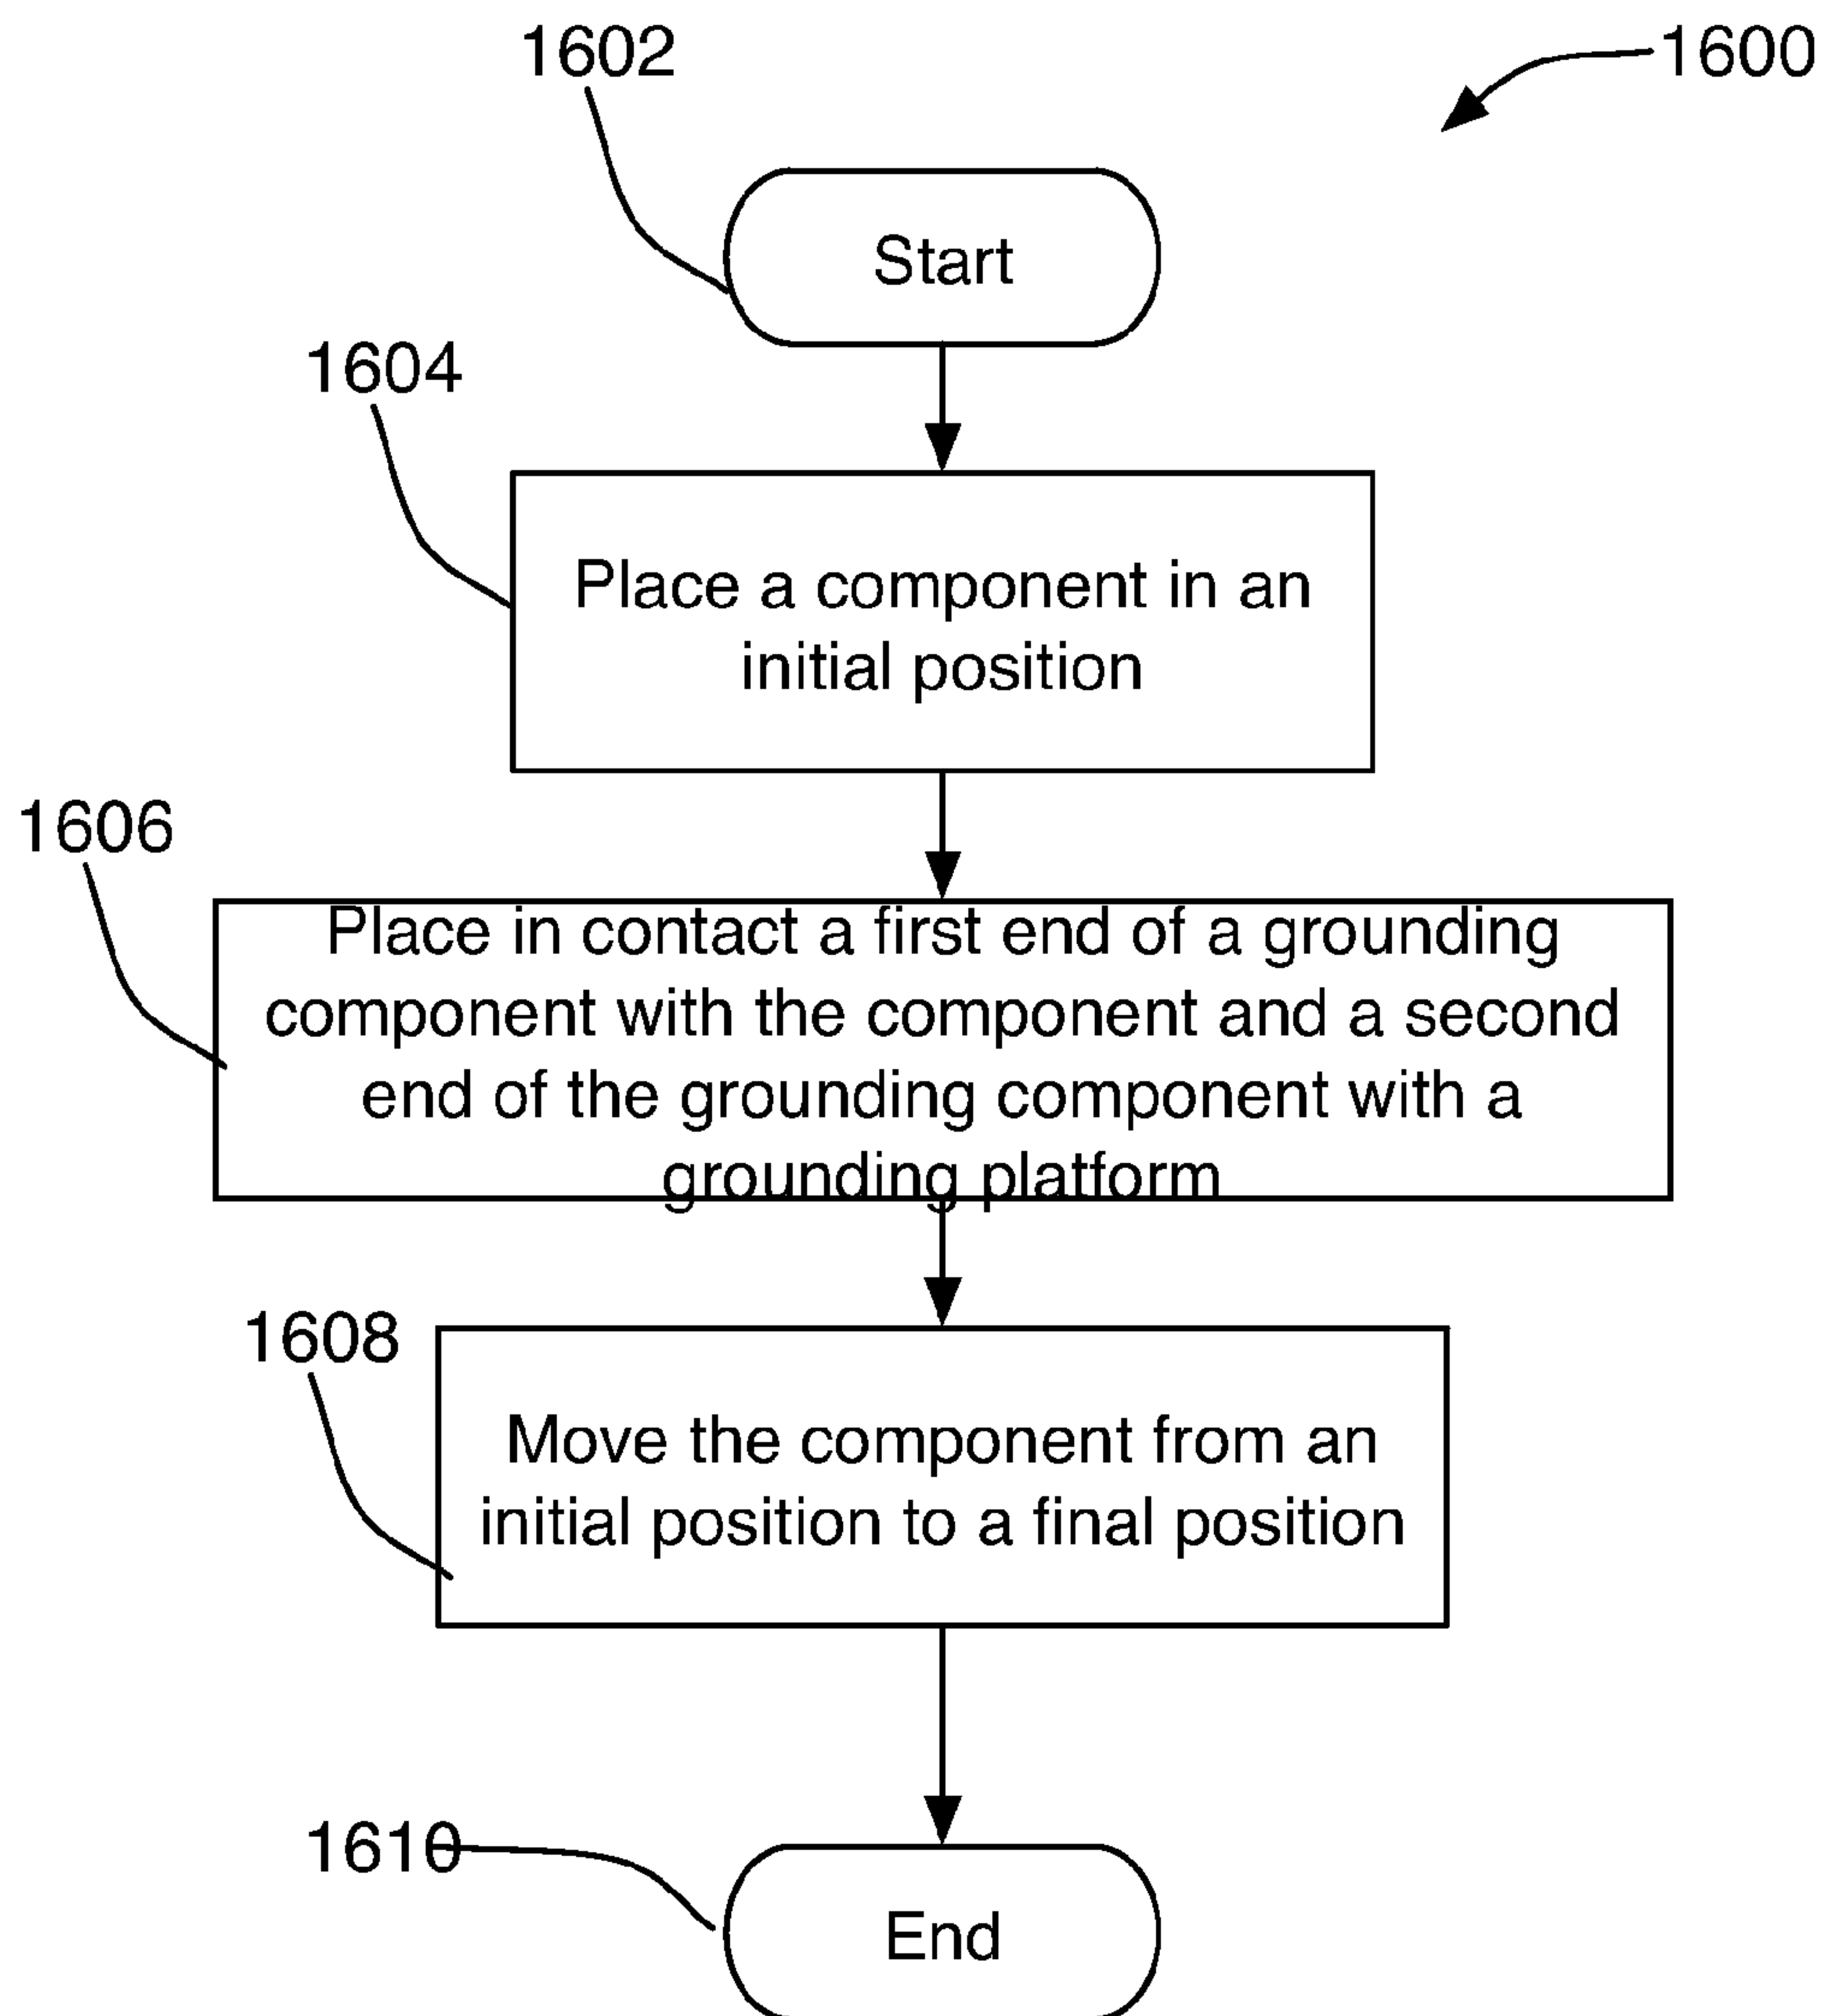 1602
1600
Start
1604
Place a component in an
initial position
1606
Place in contact a first end of a grounding
component with the component and a second
end of the grounding component with a
grounding platform
1608
Move the component from an
initial position to a final position
1610
End